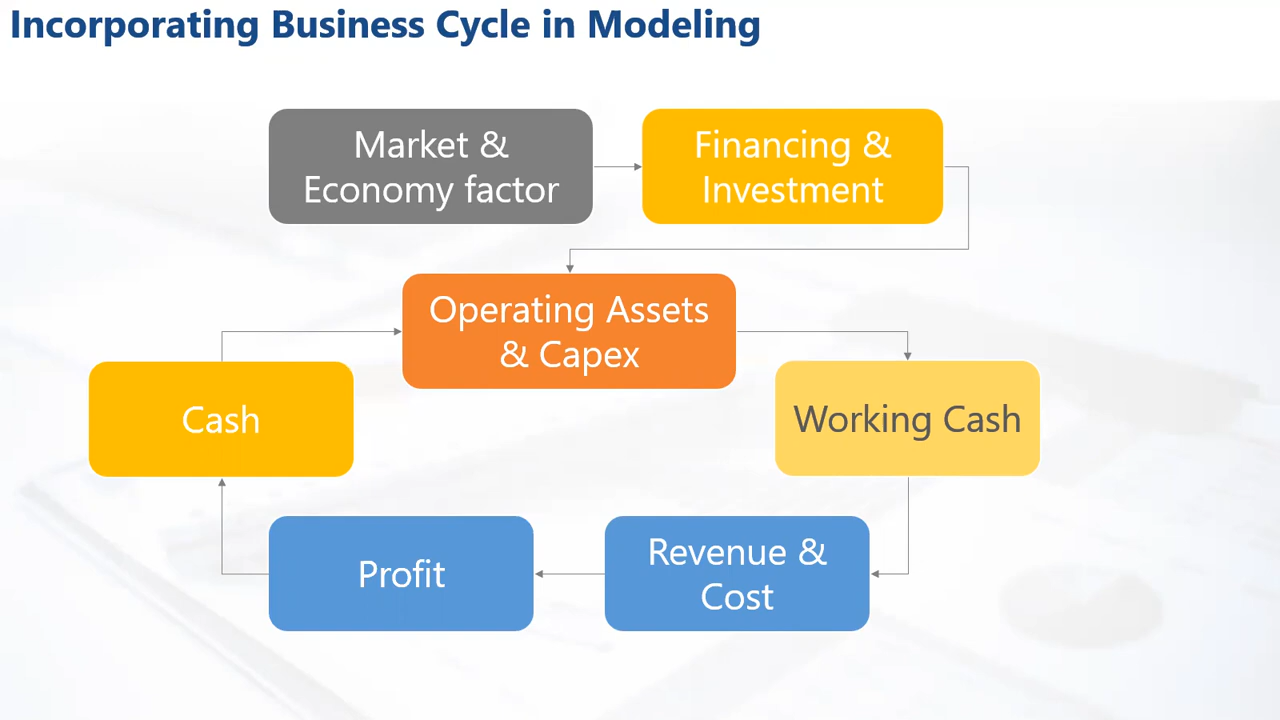 Incorporating Business Cycle in Modeling
Market &
Economy factor
Financing &
Investment
Operating Assets
& Capex
Cash
Working Cash
Profit
Revenue &
Cost